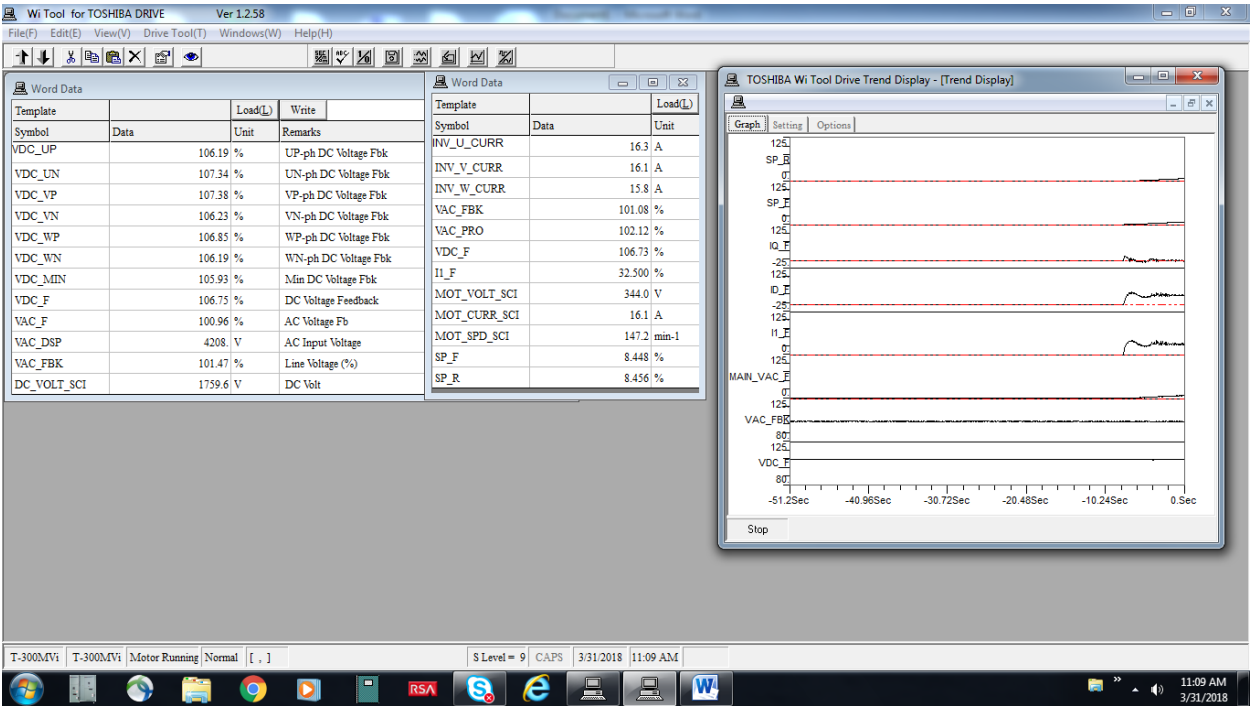 Wi Tool for TOSHIBA DRIVE Ver 1.2.58
File(F) Edit(E) View(V) Drive Tool(T) Windows(W) Help(H)
Word Data
Template Load(L) Write
Symbol Data Unit Remarks
VDC_UP 106.19 % UP-ph DC Voltage Fbk
VDC_UN 107.34 % UN-ph DC Voltage Fbk
VDC_VP 107.38 % VP-ph DC Voltage Fbk
VDC_VN 106.23 % VN-ph DC Voltage Fbk
VDC_WP 106.85 % WP-ph DC Voltage Fbk
VDC_WN 106.19 % WN-ph DC Voltage Fbk
VDC_MIN 105.93 % Min DC Voltage Fbk
VDC_F 106.75 % DC Voltage Feedback
VAC_F 100.96 % AC Voltage Fb
VAC_DSP 4208. V AC Input Voltage
VAC_FBK 101.47 % Line Voltage (%)
DC_VOLT_SCI 1759.6 V DC Volt
Word Data
Template Load(L)
Symbol Data Unit
INV_U_CURR 16.3 A
INV_V_CURR 16.1 A
INV_W_CURR 15.8 A
VAC_FBK 101.08 %
VAC_PRO 102.12 %
VDC_F 106.73 %
I1_F 32.500 %
MOT_VOLT_SCI 344.0 V
MOT_CURR_SCI 16.1 A
MOT_SPD_SCI 147.2 min-1
SP_F 8.448 %
SP_R 8.456 %
TOSHIBA Wi Tool Drive Trend Display - [Trend Display]
Graph Setting Options
125.
SP_R
0.
125.
SP_F
0.
125.
IQ_F
-25.
125.
ID_F
-25.
125.
I1_F
0.
125.
MAIN_VAC_F
0.
125.
VAC_FBK
80.
125.
VDC_F
80.
-51.2Sec -40.96Sec -30.72Sec -20.48Sec -10.24Sec 0.Sec
Stop
T-300MVi T-300MVi Motor Running Normal [ , ] S Level = 9 CAPS 3/31/2018 11:09 AM
RSA
11:09 AM
3/31/2018